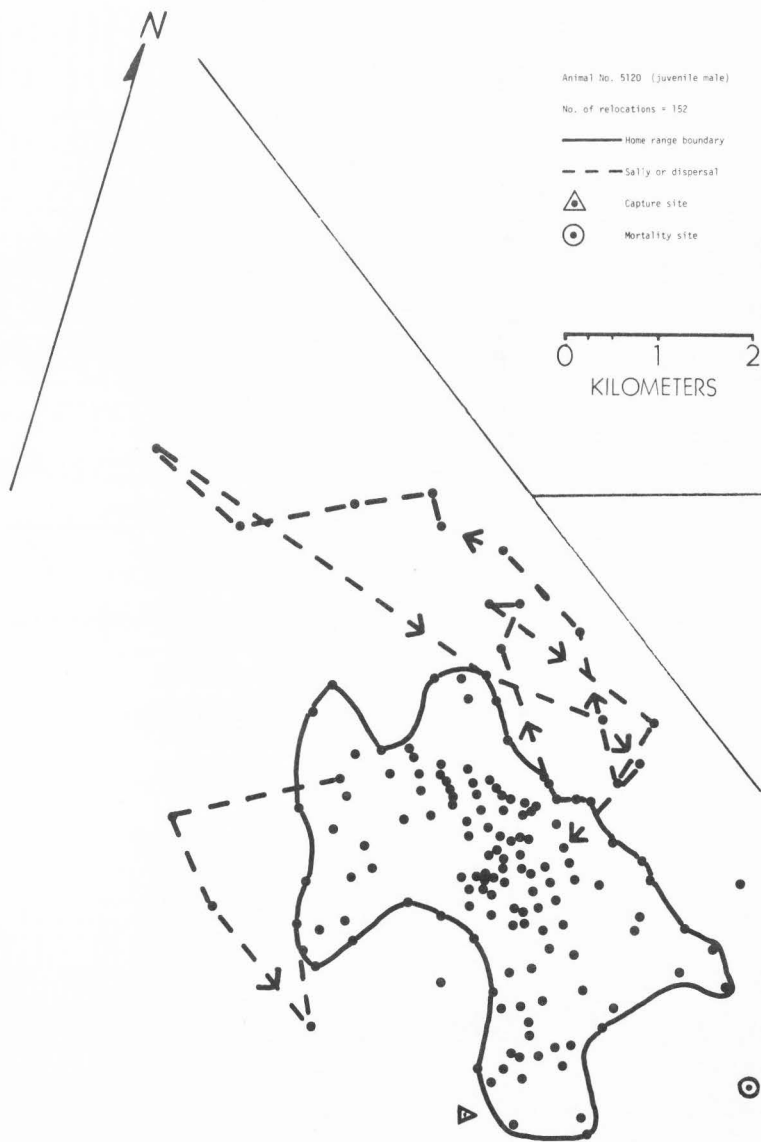 N
Animal No. 5120 (juvenile male)
No. of relocations = 152
Home range boundary
Sally or dispersal
Capture site
Mortality site
0 1 2
KILOMETERS